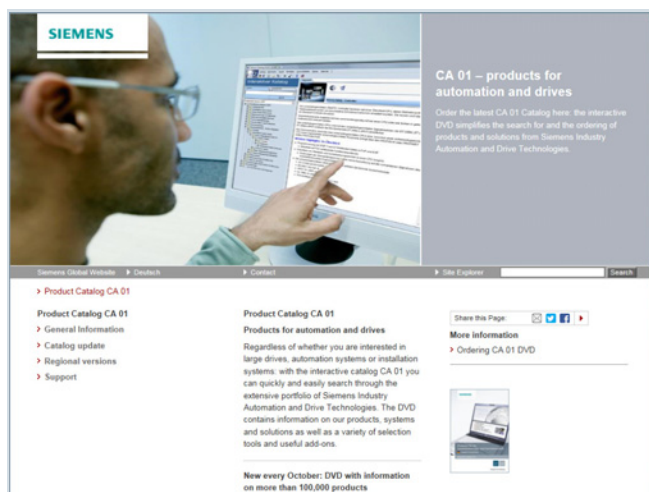 SIEMENS
CA 01 – products for
automation and drives
Order the latest CA 01 Catalog here: the interactive
DVD simplifies the search for and the ordering of
products and solutions from Siemens Industry
Automation and Drive Technologies.
Siemens Global Website Deutsch Contact Site Explorer Search
Product Catalog CA 01
Product Catalog CA 01
General Information
Catalog update
Regional versions
Support
Product Catalog CA 01
Products for automation and drives
Regardless of whether you are interested in
large drives, automation systems or installation
systems: with the interactive catalog CA 01 you
can quickly and easily search through the
extensive portfolio of Siemens Industry
Automation and Drive Technologies. The DVD
contains information on our products, systems
and solutions as well as a variety of selection
tools and useful add-ons.
New every October: DVD with information
on more than 100,000 products
Share this Page:
More information
Ordering CA 01 DVD
SIEMENS